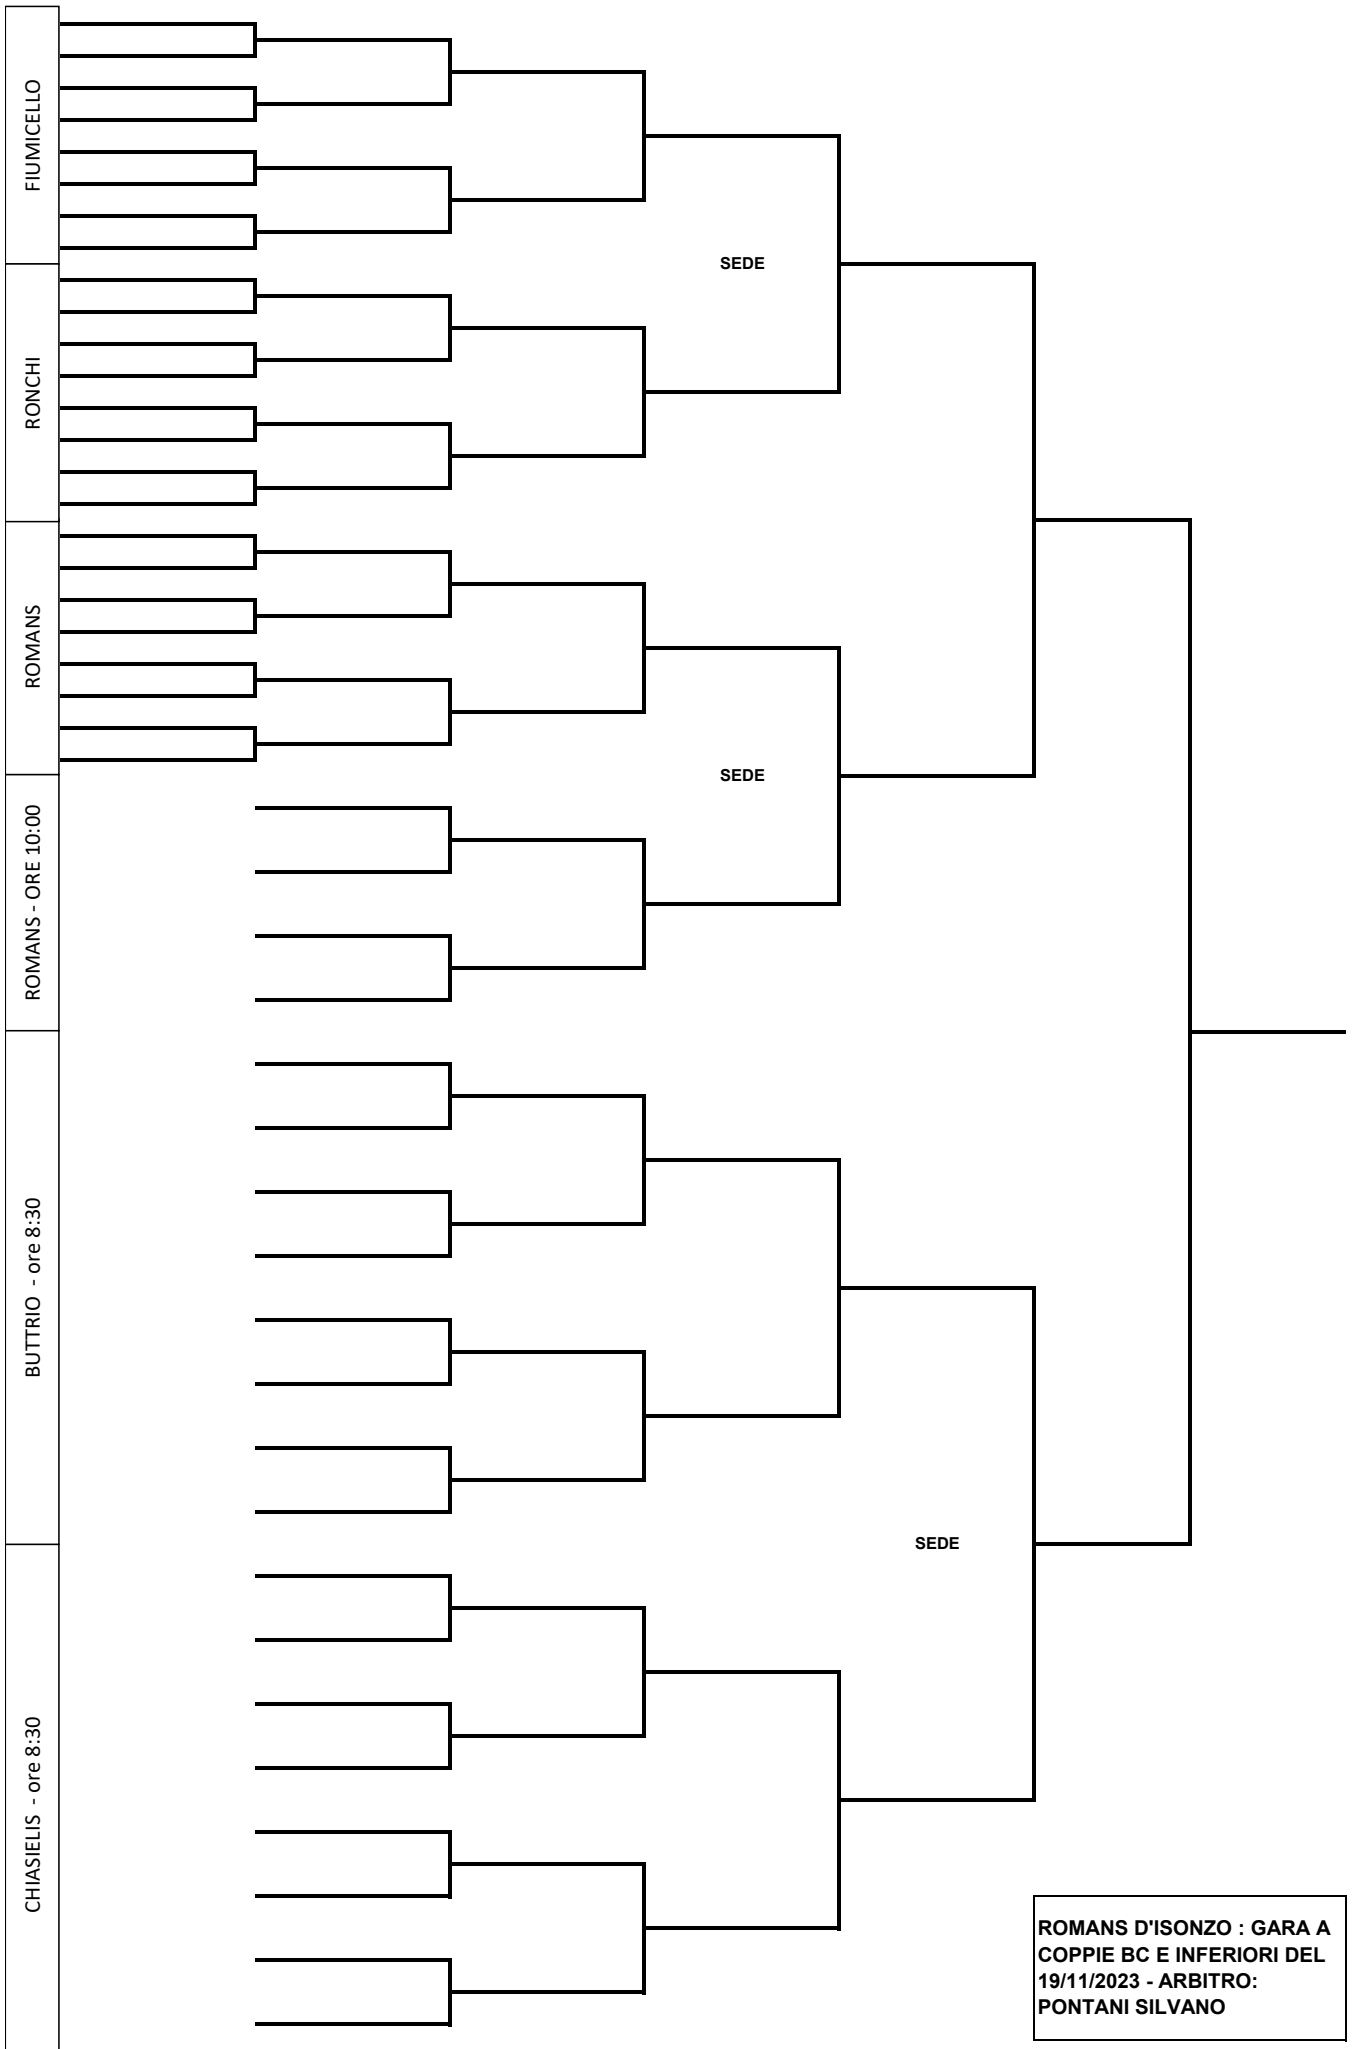 FIUMICELLO
SEDE
RONCHI
ROMANS
SEDE
ROMANS - ORE 10:00
BUTTRIO - ore 8:30
SEDE
CHIASIELIS - ore 8:30
ROMANS D'ISONZO : GARA A
COPPIE BC E INFERIORI DEL
19/11/2023 - ARBITRO:
PONTANI SILVANO